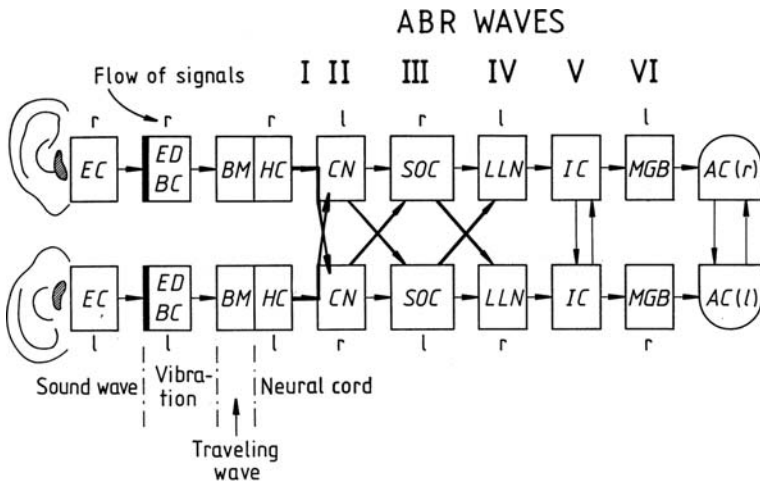 ABR WAVES
I II III IV V VI
Flow of signals
r r r l r l l
EC ED BC BM HC CN SOC LLN IC MGB AC(r)
EC ED BC BM HC CN SOC LLN IC MGB AC(l)
l l l r l r r
Sound wave Vibra-
tion Neural cord
Traveling
wave